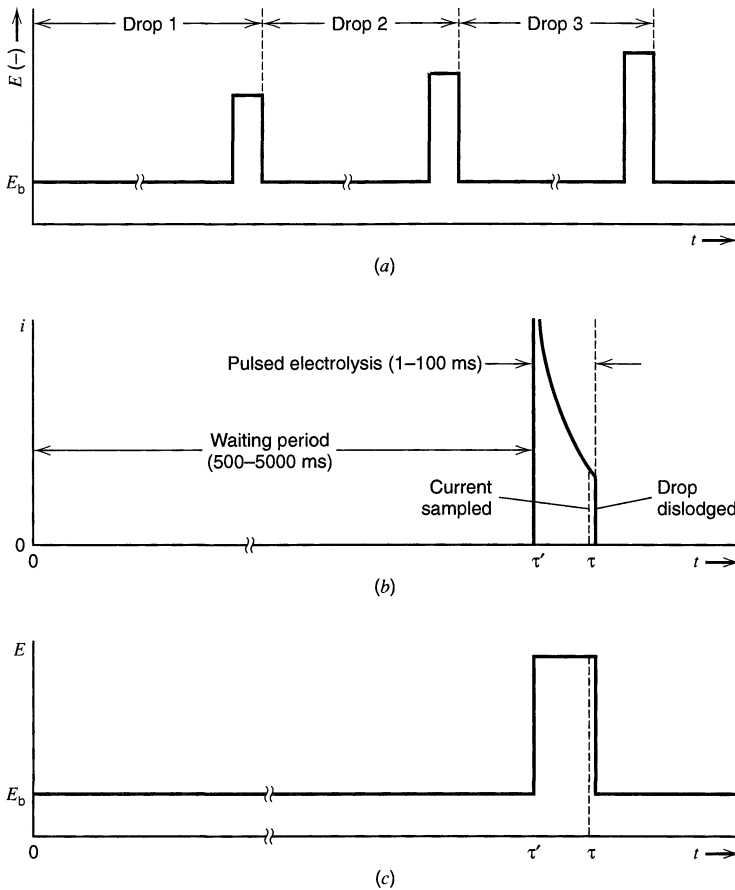 E (−)
Drop 1
Drop 2
Drop 3
E_b
t
(a)
i
Pulsed electrolysis (1–100 ms)
Waiting period
(500–5000 ms)
Current
sampled
Drop
dislodged
0
0
τ′
τ
t
(b)
E
E_b
0
τ′
τ
t
(c)